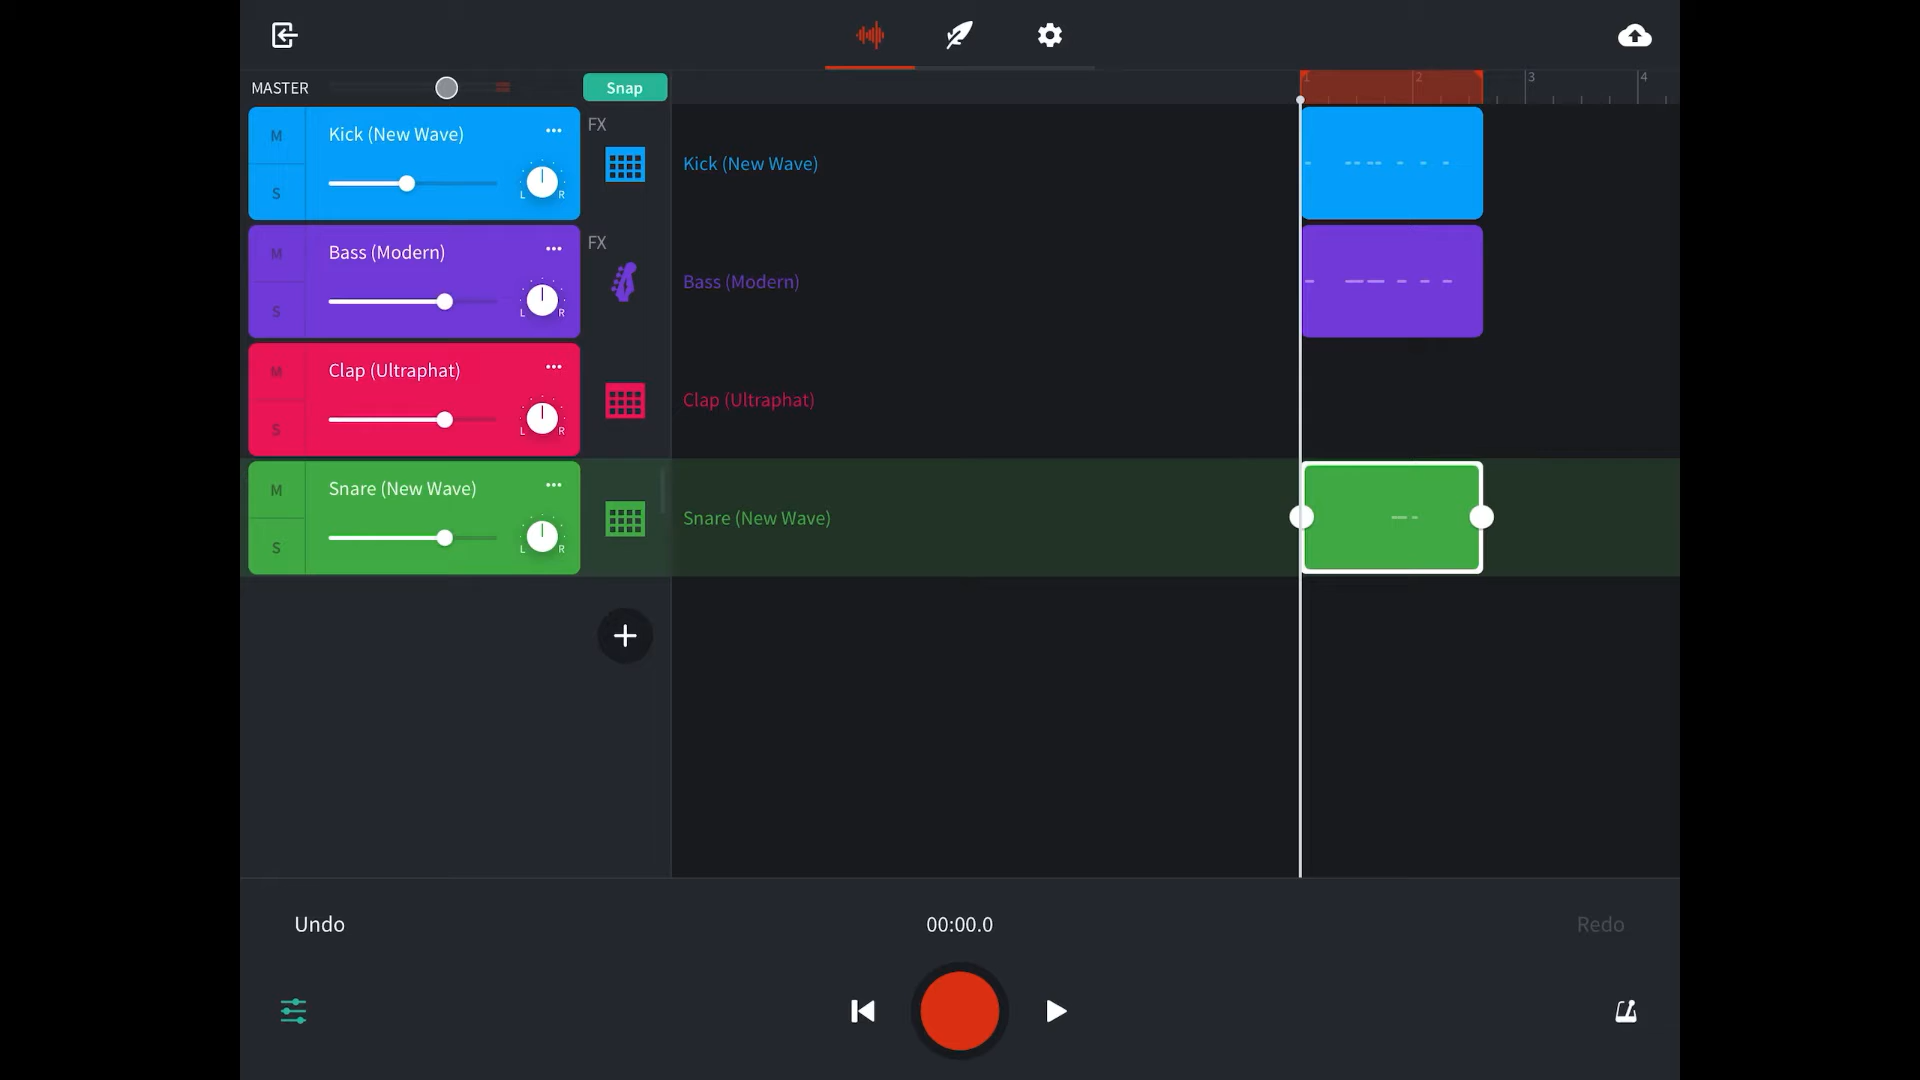 MASTER
Snap
1
2
3
4
M
Kick (New Wave)
FX
Kick (New Wave)
S
L R
M
Bass (Modern)
FX
Bass (Modern)
S
L R
M
Clap (Ultraphat)
Clap (Ultraphat)
S
L R
M
Snare (New Wave)
Snare (New Wave)
S
L R
Undo
00:00.0
Redo